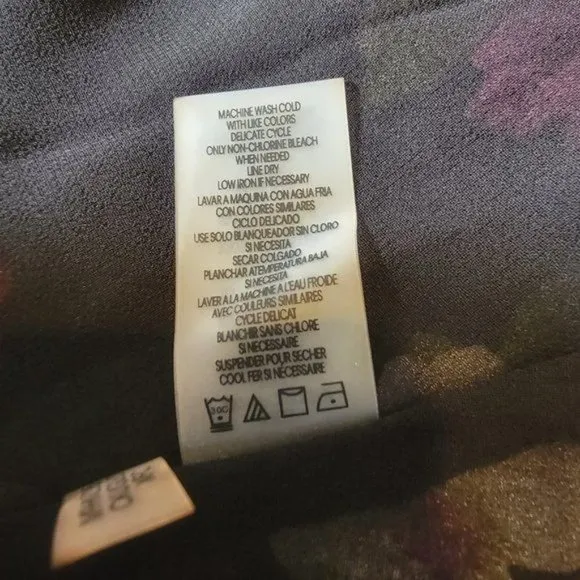 MACHINE WASH COLD
WITH LIKE COLORS
DELICATE CYCLE
ONLY NON-CHLORINE BLEACH
WHEN NEEDED
LINE DRY
LOW IRON IF NECESSARY
LAVAR A MAQUINA CON AGUA FRIA
CON COLORES SIMILARES
CICLO DELICADO
USE SOLO BLANQUEADOR SIN CLORO
SI NECESITA
SECAR COLGADO
PLANCHAR A TEMPERATURA BAJA
SI NECESITA
LAVER À LA MACHINE A L'EAU FROIDE
AVEC COULEURS SIMILAIRES
CYCLE DELICAT
BLANCHIR SANS CHLORE
SI NECESSAIRE
SUSPENDER POUR SECHER
COOL FER SI NECESSAIRE
30C